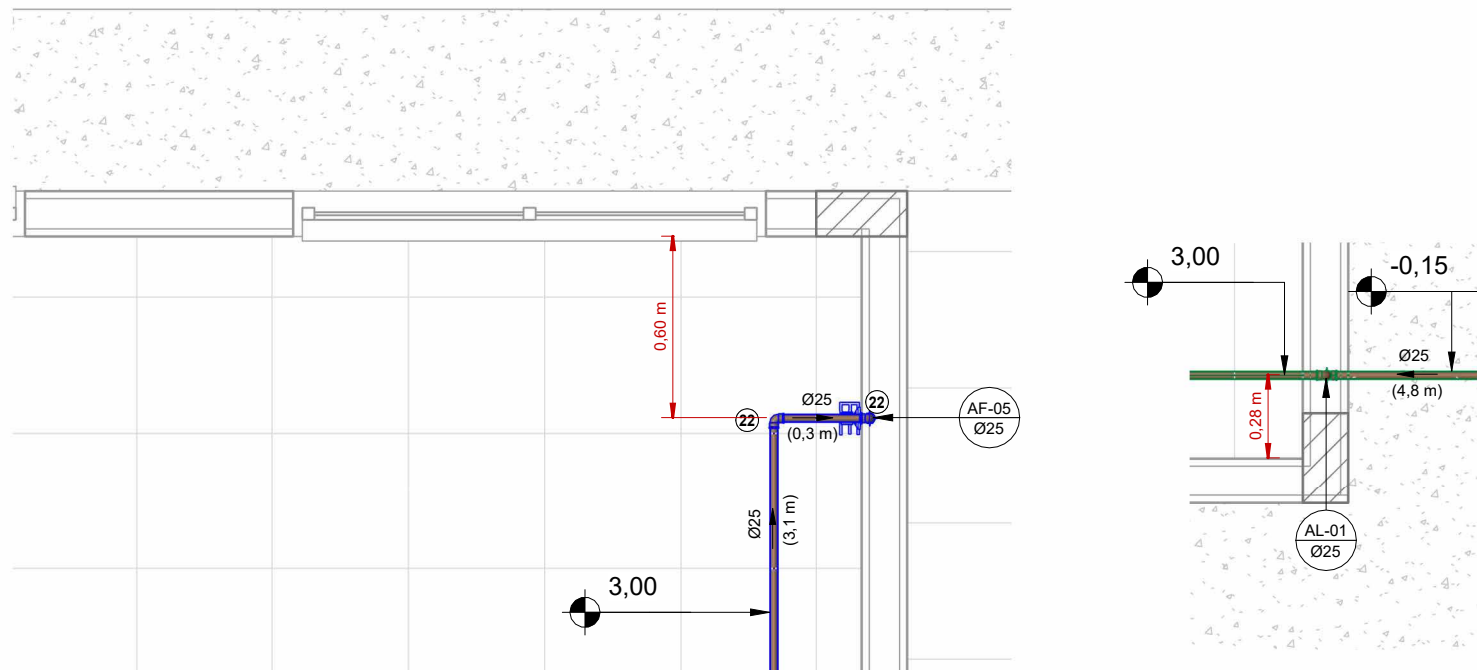 0,60 m
Ø25
(0,3 m)
22
22
AF-05
Ø25
Ø25
(3,1 m)
3,00
3,00
-0,15
Ø25
(4,8 m)
0,28 m
AL-01
Ø25